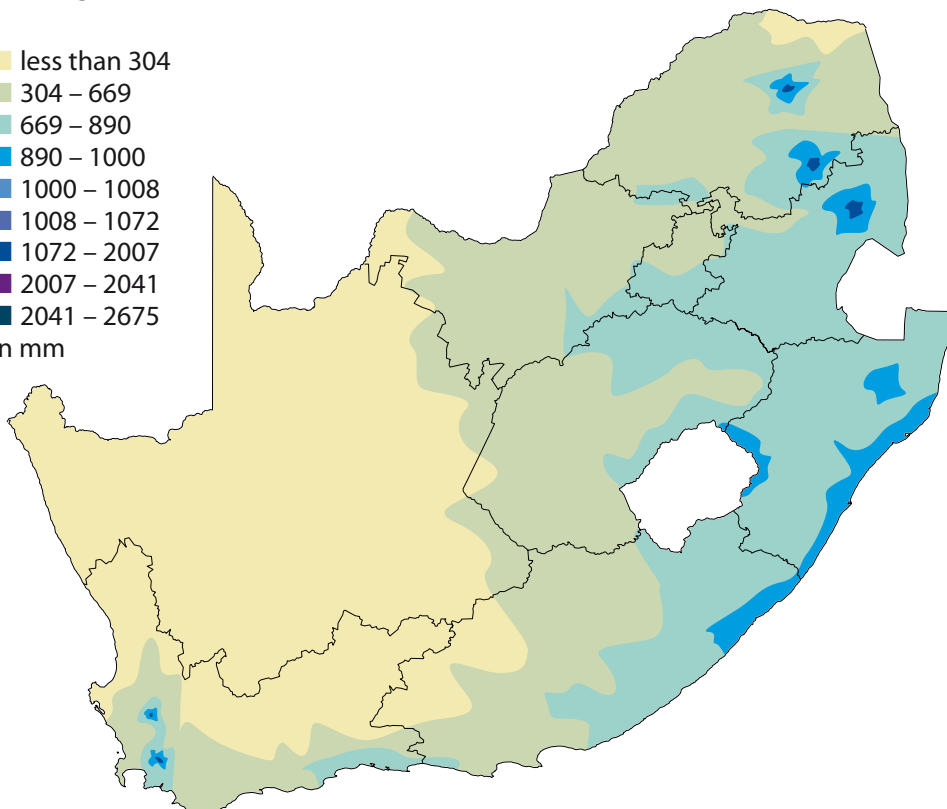 less than 304
304 – 669
669 – 890
890 – 1000
1000 – 1008
1008 – 1072
1072 – 2007
2007 – 2041
2041 – 2675
mm